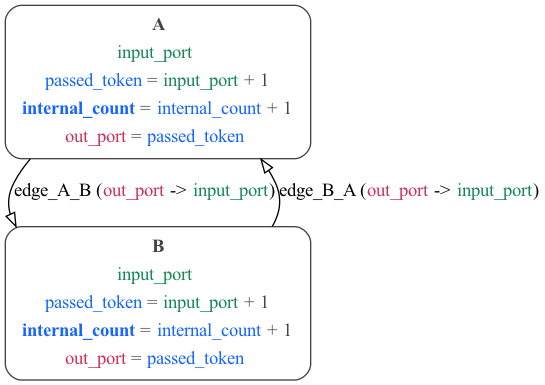 A
input_port
passed_token = input_port + 1
internal_count = internal_count + 1
out_port = passed_token
edge_A_B (out_port -> input_port)
edge_B_A (out_port -> input_port)
B
input_port
passed_token = input_port + 1
internal_count = internal_count + 1
out_port = passed_token